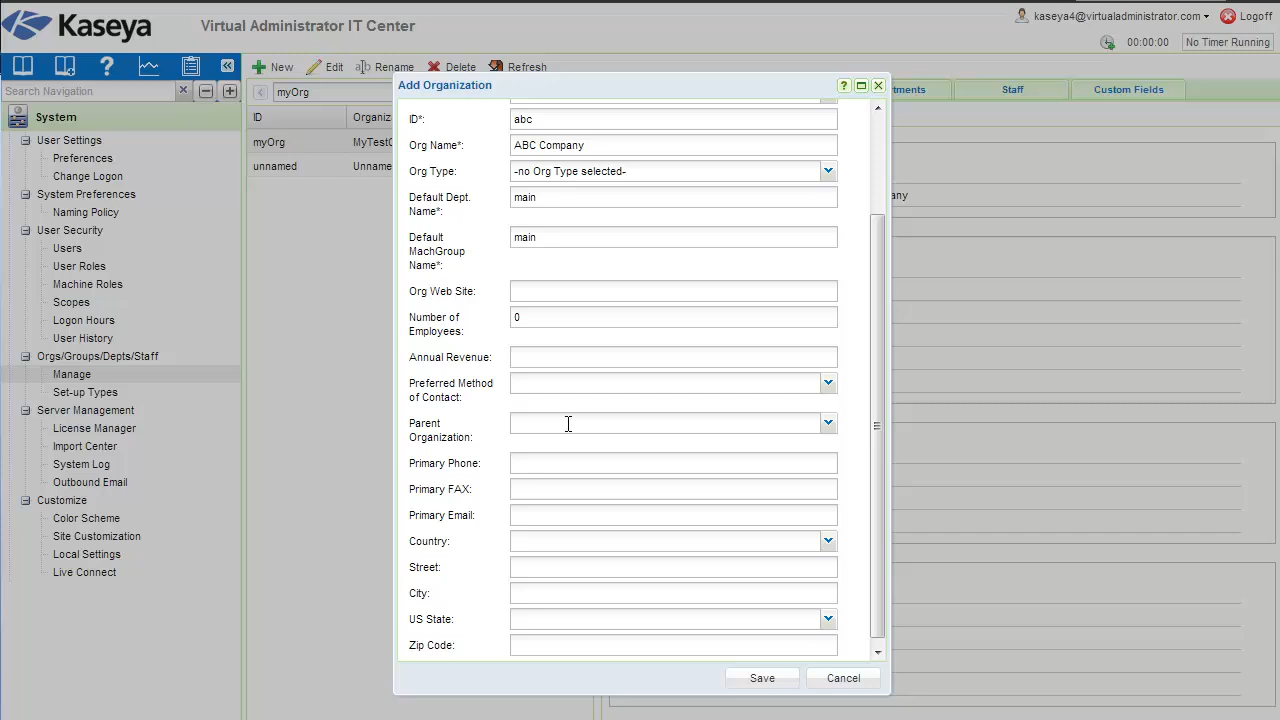 Kaseya
Virtual Administrator IT Center
kaseya4@virtualadministrator.com
Logoff
00:00:00
No Timer Running
Search Navigation
New
Edit
Rename
Delete
Refresh
System
User Settings
Preferences
Change Logon
System Preferences
Naming Policy
User Security
Users
User Roles
Machine Roles
Scopes
Logon Hours
User History
Orgs/Groups/Depts/Staff
Manage
Set-up Types
Server Management
License Manager
Import Center
System Log
Outbound Email
Customize
Color Scheme
Site Customization
Local Settings
Live Connect
myOrg
ID
Organiz
myOrg
MyTestC
unnamed
Unname
rtments
Staff
Custom Fields
any
Add Organization
ID*:
abc
Org Name*:
ABC Company
Org Type:
-no Org Type selected-
Default Dept.
Name*:
main
Default
MachGroup
Name*:
main
Org Web Site:
Number of
Employees:
0
Annual Revenue:
Preferred Method
of Contact:
Parent
Organization:
Primary Phone:
Primary FAX:
Primary Email:
Country:
Street:
City:
US State:
Zip Code:
Save
Cancel